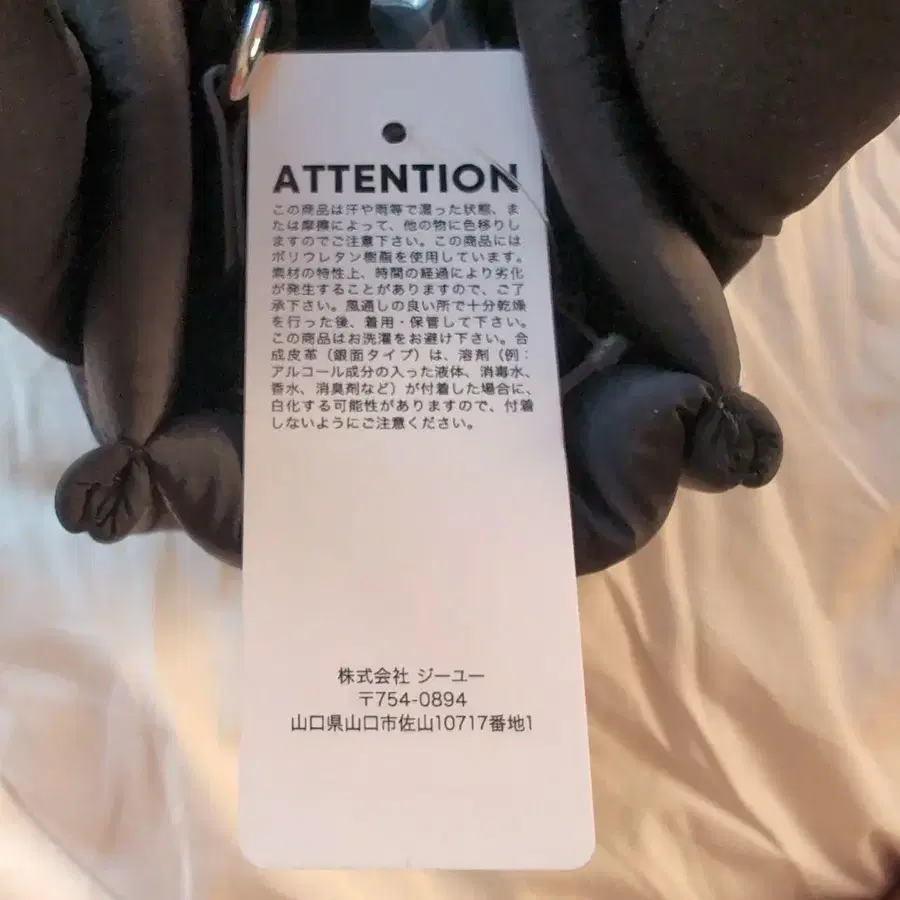 ATTENTION
この商品は汗や雨等で湿った状態、ま
たは摩擦によって、他の物に色移りし
ますのでご注意下さい。この商品には
ポリウレタン樹脂を使用しています。
素材の特性上、時間の経過により劣化
が発生することがありますので、ご了
承下さい。風通しの良い所で十分乾燥
を行った後、着用・保管して下さい。
この商品はお洗濯をお避け下さい。合
成皮革（銀面タイプ）は、溶剤（例：
アルコール成分の入った液体、消毒水、
香水、消臭剤など）が付着した場合に、
白化する可能性がありますので、付着
しないようにご注意ください。
株式会社 ジーユー
〒754-0894
山口県山口市佐山10717番地1